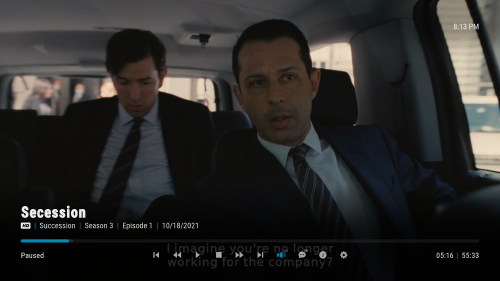 8:13 PM
Secession
HD | Succession | Season 3 | Episode 1 | 10/18/2021
I imagine you're no longer
working for the company?
Paused
05:16 | 55:33